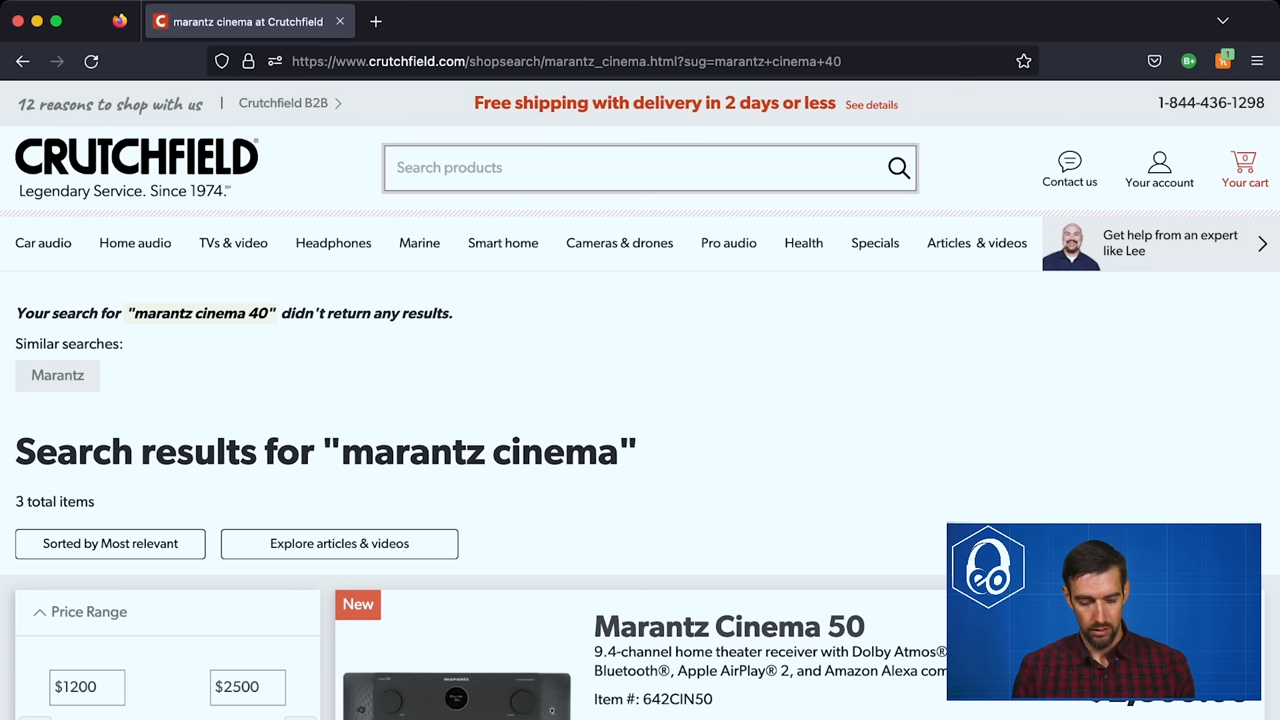 marantz cinema at Crutchfield
https://www.crutchfield.com/shopsearch/marantz_cinema.html?sug=marantz+cinema+40
1
12 reasons to shop with us | Crutchfield B2B
Free shipping with delivery in 2 days or less See details
1-844-436-1298
CRUTCHFIELD
Legendary Service. Since 1974.℠
Search products
Contact us
Your account
0
Your cart
Car audio Home audio TVs & video Headphones Marine Smart home Cameras & drones Pro audio Health Specials Articles & videos
Get help from an expert
like Lee
Your search for "marantz cinema 40" didn't return any results.
Similar searches:
Marantz
Search results for "marantz cinema"
3 total items
Sorted by Most relevant
Explore articles & videos
Price Range
$1200
$2500
New
marantz
Marantz Cinema 50
9.4-channel home theater receiver with Dolby Atmos®
Bluetooth®, Apple AirPlay® 2, and Amazon Alexa com
Item #: 642CIN50